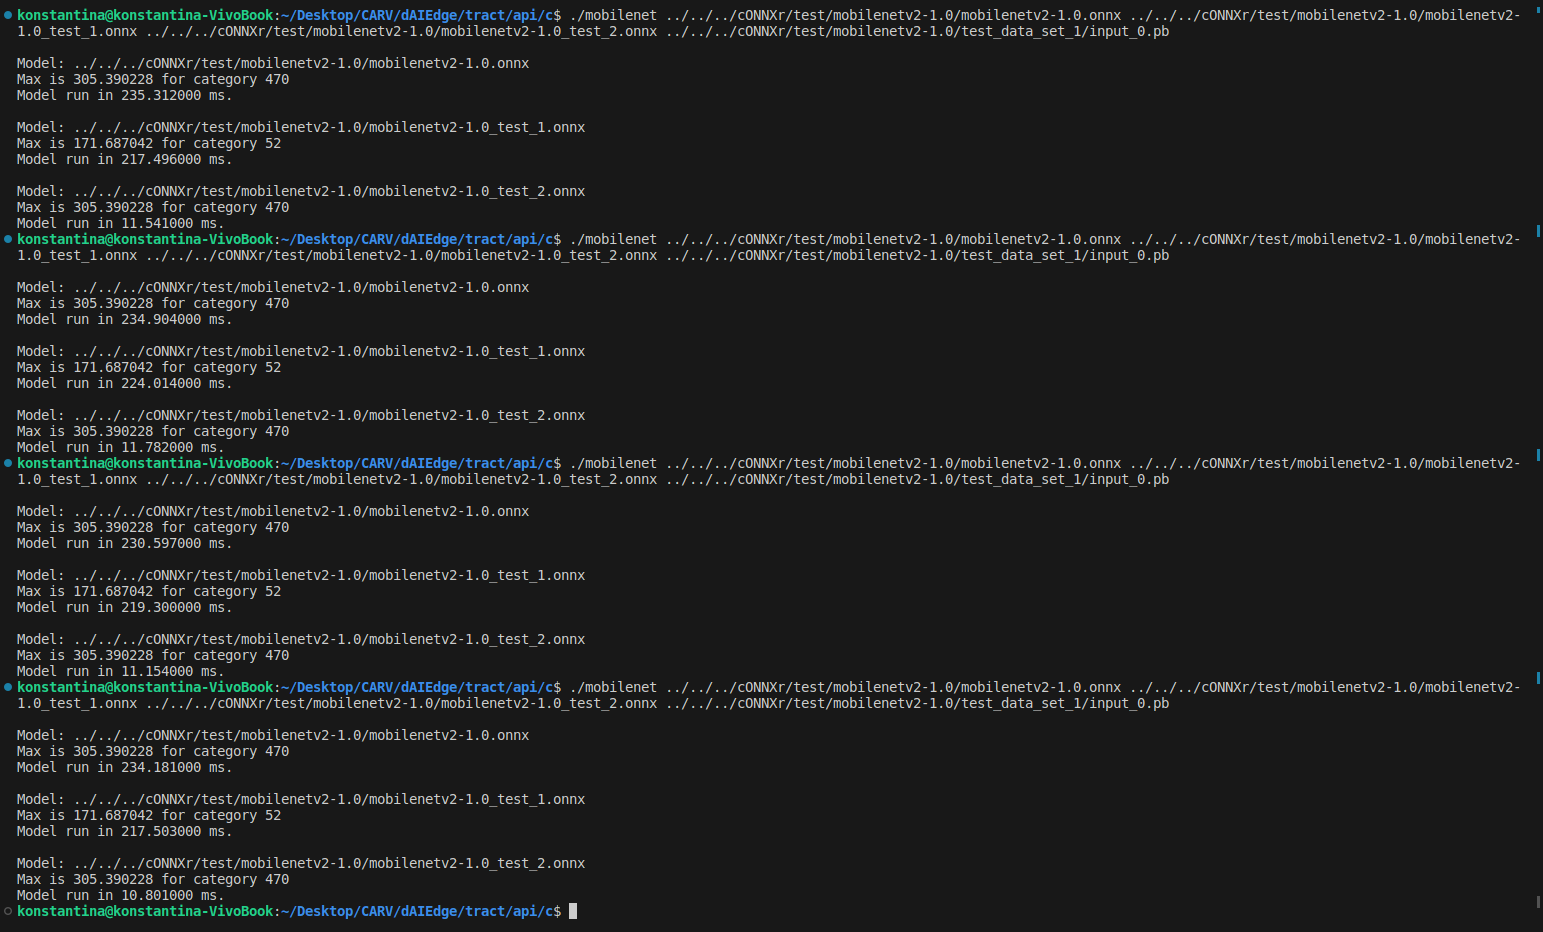 konstantina@konstantina-VivoBook:~/Desktop/CARV/dAIEdge/tract/api/c$ ./mobilenet ../../../cONNXr/test/mobilenetv2-1.0/mobilenetv2-1.0.onnx ../../../cONNXr/test/mobilenetv2-1.0/mobilenetv2-
1.0_test_1.onnx ../../../cONNXr/test/mobilenetv2-1.0/mobilenetv2-1.0_test_2.onnx ../../../cONNXr/test/mobilenetv2-1.0/test_data_set_1/input_0.pb
Model: ../../../cONNXr/test/mobilenetv2-1.0/mobilenetv2-1.0.onnx
Max is 305.390228 for category 470
Model run in 235.312000 ms.
Model: ../../../cONNXr/test/mobilenetv2-1.0/mobilenetv2-1.0_test_1.onnx
Max is 171.687042 for category 52
Model run in 217.496000 ms.
Model: ../../../cONNXr/test/mobilenetv2-1.0/mobilenetv2-1.0_test_2.onnx
Max is 305.390228 for category 470
Model run in 11.541000 ms.
konstantina@konstantina-VivoBook:~/Desktop/CARV/dAIEdge/tract/api/c$ ./mobilenet ../../../cONNXr/test/mobilenetv2-1.0/mobilenetv2-1.0.onnx ../../../cONNXr/test/mobilenetv2-1.0/mobilenetv2-
1.0_test_1.onnx ../../../cONNXr/test/mobilenetv2-1.0/mobilenetv2-1.0_test_2.onnx ../../../cONNXr/test/mobilenetv2-1.0/test_data_set_1/input_0.pb
Model: ../../../cONNXr/test/mobilenetv2-1.0/mobilenetv2-1.0.onnx
Max is 305.390228 for category 470
Model run in 234.904000 ms.
Model: ../../../cONNXr/test/mobilenetv2-1.0/mobilenetv2-1.0_test_1.onnx
Max is 171.687042 for category 52
Model run in 224.014000 ms.
Model: ../../../cONNXr/test/mobilenetv2-1.0/mobilenetv2-1.0_test_2.onnx
Max is 305.390228 for category 470
Model run in 11.782000 ms.
konstantina@konstantina-VivoBook:~/Desktop/CARV/dAIEdge/tract/api/c$ ./mobilenet ../../../cONNXr/test/mobilenetv2-1.0/mobilenetv2-1.0.onnx ../../../cONNXr/test/mobilenetv2-1.0/mobilenetv2-
1.0_test_1.onnx ../../../cONNXr/test/mobilenetv2-1.0/mobilenetv2-1.0_test_2.onnx ../../../cONNXr/test/mobilenetv2-1.0/test_data_set_1/input_0.pb
Model: ../../../cONNXr/test/mobilenetv2-1.0/mobilenetv2-1.0.onnx
Max is 305.390228 for category 470
Model run in 230.597000 ms.
Model: ../../../cONNXr/test/mobilenetv2-1.0/mobilenetv2-1.0_test_1.onnx
Max is 171.687042 for category 52
Model run in 219.300000 ms.
Model: ../../../cONNXr/test/mobilenetv2-1.0/mobilenetv2-1.0_test_2.onnx
Max is 305.390228 for category 470
Model run in 11.154000 ms.
konstantina@konstantina-VivoBook:~/Desktop/CARV/dAIEdge/tract/api/c$ ./mobilenet ../../../cONNXr/test/mobilenetv2-1.0/mobilenetv2-1.0.onnx ../../../cONNXr/test/mobilenetv2-1.0/mobilenetv2-
1.0_test_1.onnx ../../../cONNXr/test/mobilenetv2-1.0/mobilenetv2-1.0_test_2.onnx ../../../cONNXr/test/mobilenetv2-1.0/test_data_set_1/input_0.pb
Model: ../../../cONNXr/test/mobilenetv2-1.0/mobilenetv2-1.0.onnx
Max is 305.390228 for category 470
Model run in 234.181000 ms.
Model: ../../../cONNXr/test/mobilenetv2-1.0/mobilenetv2-1.0_test_1.onnx
Max is 171.687042 for category 52
Model run in 217.503000 ms.
Model: ../../../cONNXr/test/mobilenetv2-1.0/mobilenetv2-1.0_test_2.onnx
Max is 305.390228 for category 470
Model run in 10.801000 ms.
konstantina@konstantina-VivoBook:~/Desktop/CARV/dAIEdge/tract/api/c$